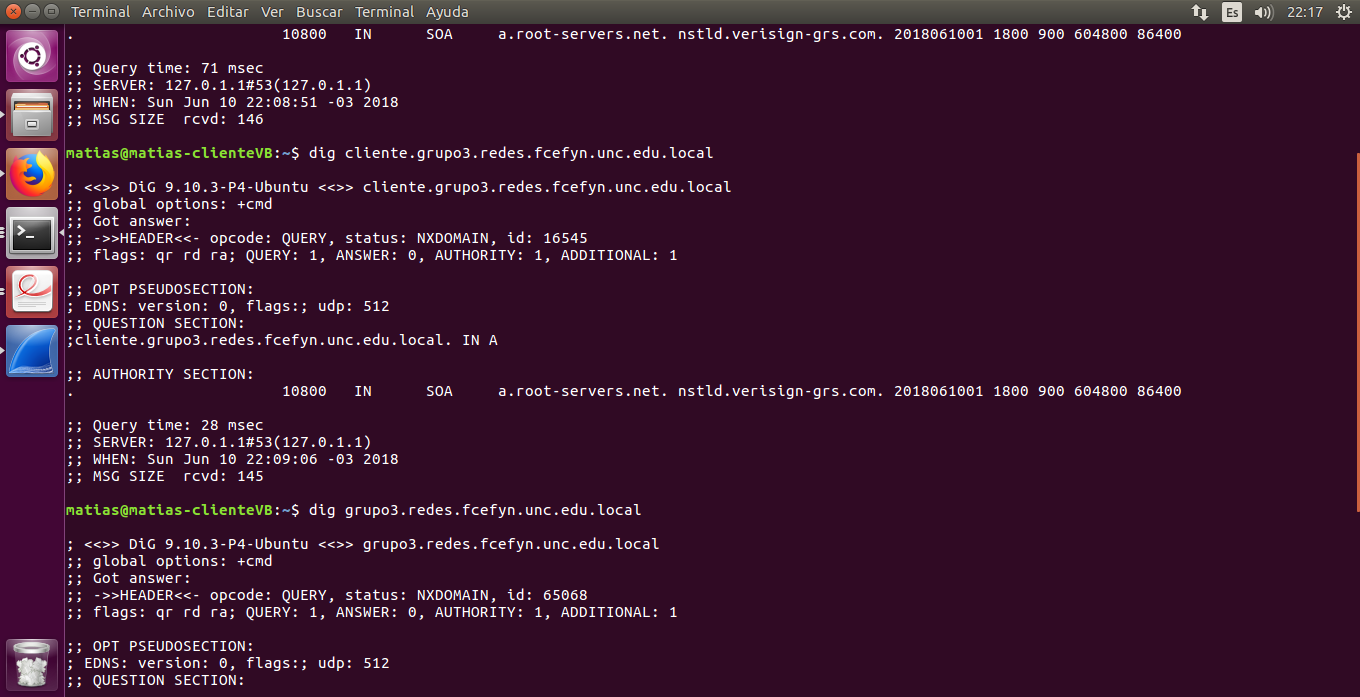 Terminal Archivo Editar Ver Buscar Terminal Ayuda Es 22:17
. 10800 IN SOA a.root-servers.net. nstld.verisign-grs.com. 2018061001 1800 900 604800 86400
;; Query time: 71 msec
;; SERVER: 127.0.1.1#53(127.0.1.1)
;; WHEN: Sun Jun 10 22:08:51 -03 2018
;; MSG SIZE rcvd: 146
matias@matias-clienteVB:~$ dig cliente.grupo3.redes.fcefyn.unc.edu.local
; <<>> DiG 9.10.3-P4-Ubuntu <<>> cliente.grupo3.redes.fcefyn.unc.edu.local
;; global options: +cmd
;; Got answer:
;; ->>HEADER<<- opcode: QUERY, status: NXDOMAIN, id: 16545
;; flags: qr rd ra; QUERY: 1, ANSWER: 0, AUTHORITY: 1, ADDITIONAL: 1
;; OPT PSEUDOSECTION:
; EDNS: version: 0, flags:; udp: 512
;; QUESTION SECTION:
;cliente.grupo3.redes.fcefyn.unc.edu.local. IN A
;; AUTHORITY SECTION:
. 10800 IN SOA a.root-servers.net. nstld.verisign-grs.com. 2018061001 1800 900 604800 86400
;; Query time: 28 msec
;; SERVER: 127.0.1.1#53(127.0.1.1)
;; WHEN: Sun Jun 10 22:09:06 -03 2018
;; MSG SIZE rcvd: 145
matias@matias-clienteVB:~$ dig grupo3.redes.fcefyn.unc.edu.local
; <<>> DiG 9.10.3-P4-Ubuntu <<>> grupo3.redes.fcefyn.unc.edu.local
;; global options: +cmd
;; Got answer:
;; ->>HEADER<<- opcode: QUERY, status: NXDOMAIN, id: 65068
;; flags: qr rd ra; QUERY: 1, ANSWER: 0, AUTHORITY: 1, ADDITIONAL: 1
;; OPT PSEUDOSECTION:
; EDNS: version: 0, flags:; udp: 512
;; QUESTION SECTION: